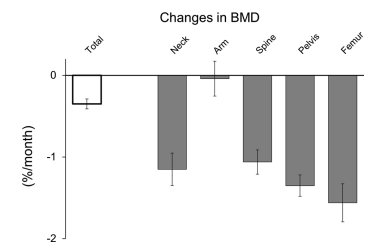 Changes in BMD
Total
Neck
Arm
Spine
Pelvis
Femur
0
-1
-2
(%/month)